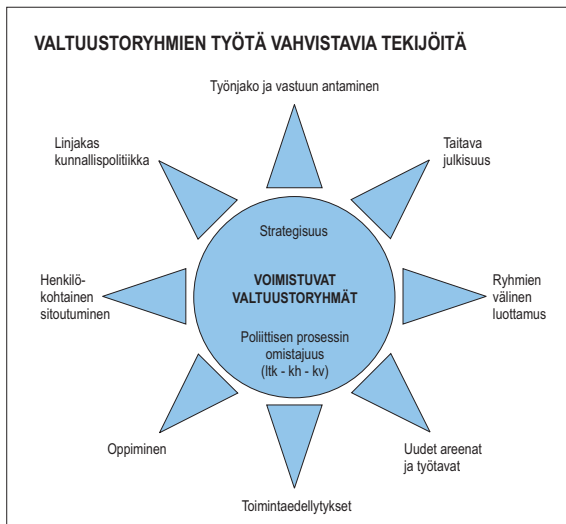 VALTUUSTORYHMIEN TYÖTÄ VAHVISTAVIA TEKIJÖITÄ
Työnjako ja vastuun antaminen
Linjakas
kunnallispolitiikka
Taitava
julkisuus
Strategisuus
VOIMISTUVAT
VALTUUSTORYHMÄT
Henkilö-
kohtainen
sitoutuminen
Ryhmien
välinen
luottamus
Poliittisen prosessin
omistajuus
(ltk - kh - kv)
Oppiminen
Uudet areenat
ja työtavat
Toimintaedellytykset